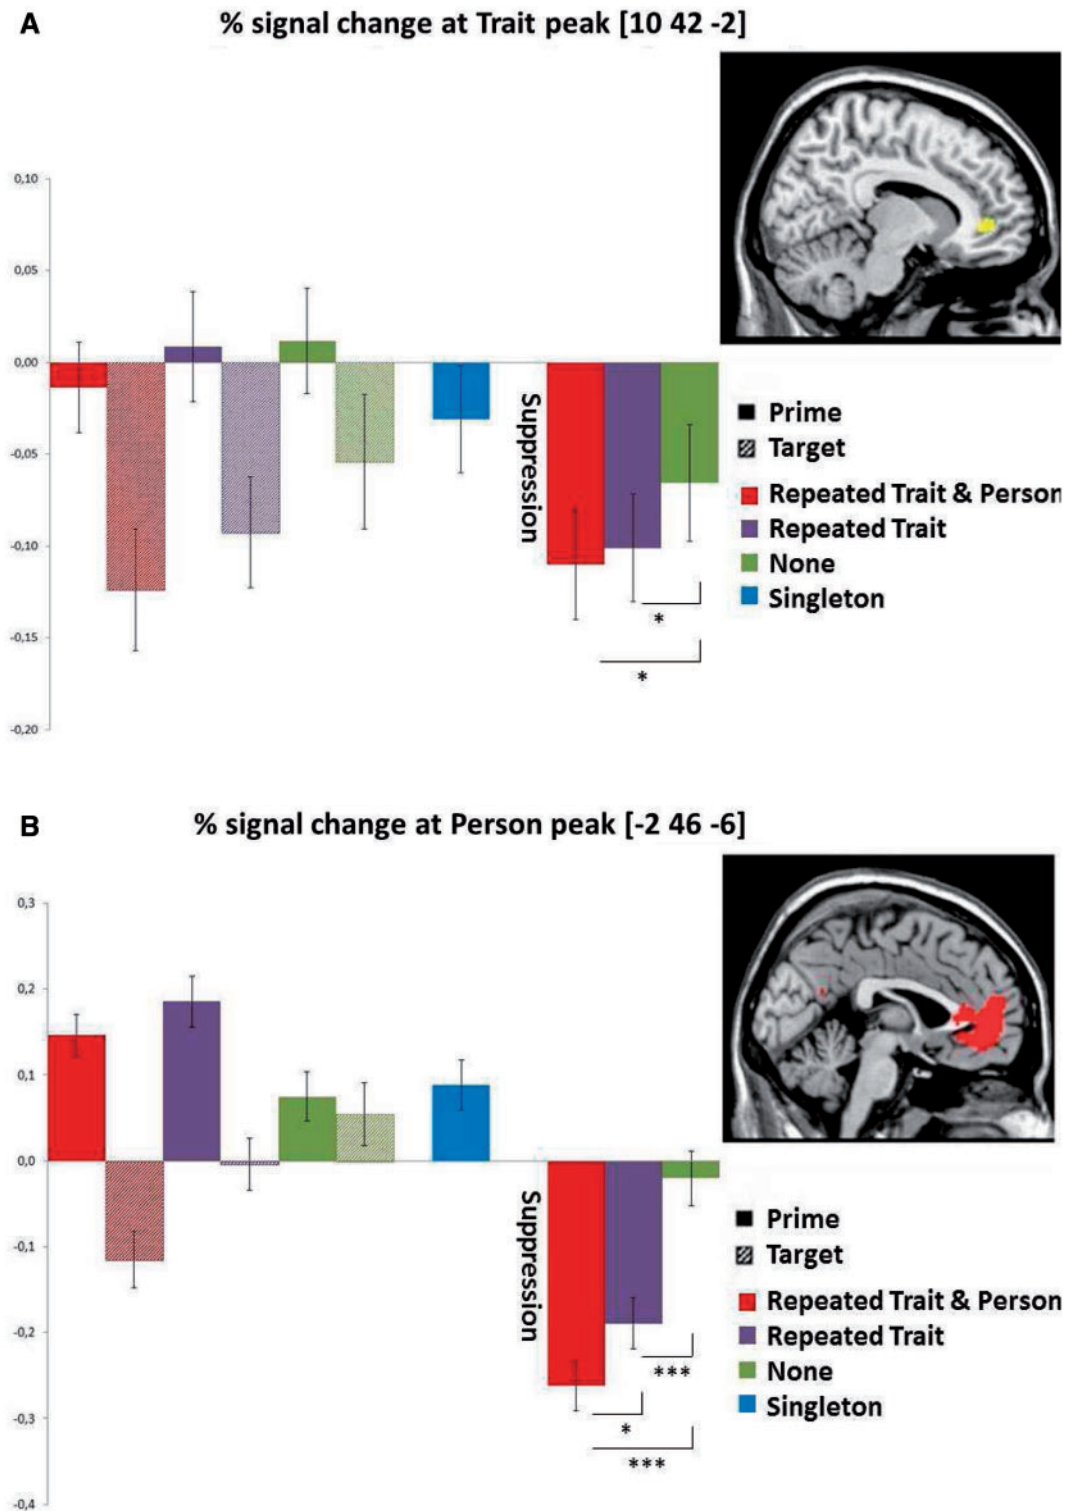 A
% signal change at Trait peak [10 42 -2]
0,10
0,05
0,00
-0,05
-0,10
-0,15
-0,20
Suppression
*
*
Prime
Target
Repeated Trait & Person
Repeated Trait
None
Singleton
B
% signal change at Person peak [-2 46 -6]
0,3
0,2
0,1
0,0
-0,1
-0,2
-0,3
-0,4
Suppression
***
*
***
Prime
Target
Repeated Trait & Person
Repeated Trait
None
Singleton